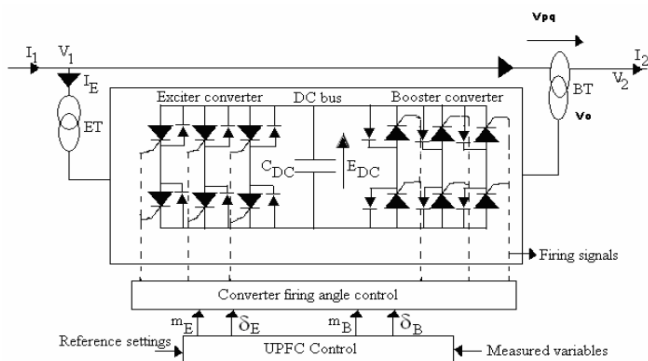 Vpq
I1 V1 I2
IE V2 BT
ET Vo
Exciter converter DC bus Booster converter
CDC EDC
Firing signals
Converter firing angle control
mE δE mB δB
Reference settings UPFC Control Measured variables